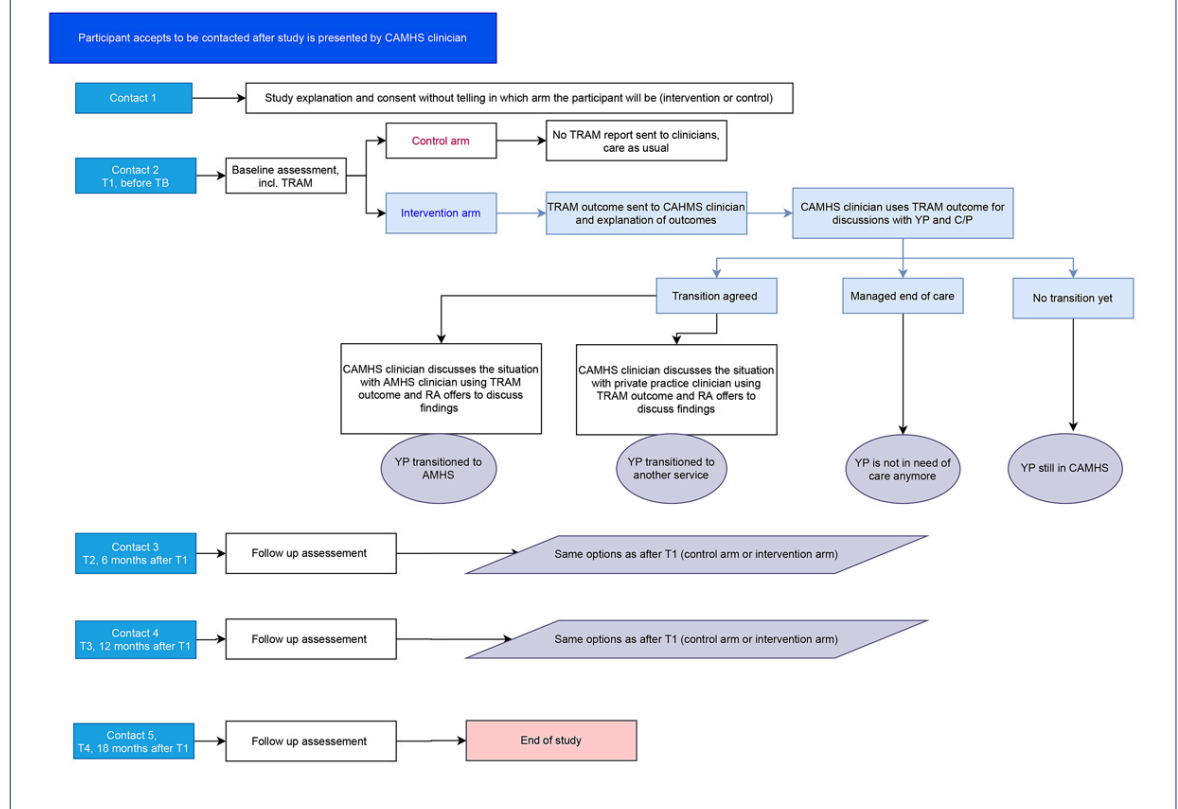 Participant accepts to be contacted after study is presented by CAMHS clinician
Contact 1
Study explanation and consent without telling in which arm the participant will be (intervention or control)
Contact 2
T1, before TB
Baseline assessment,
incl. TRAM
Control arm
No TRAM report sent to clinicians,
care as usual
Intervention arm
TRAM outcome sent to CAHMS clinician
and explanation of outcomes
CAMHS clinician uses TRAM outcome for
discussions with YP and C/P
Transition agreed
Managed end of care
No transition yet
CAMHS clinician discusses the situation
with AMHS clinician using TRAM
outcome and RA offers to discuss
findings
CAMHS clinician discusses the situation
with private practice clinician using
TRAM outcome and RA offers to
discuss findings
YP transitioned to
AMHS
YP transitioned to
another service
YP is not in need of
care anymore
YP still in CAMHS
Contact 3
T2, 6 months after T1
Follow up assessement
Same options as after T1 (control arm or intervention arm)
Contact 4
T3, 12 months after T1
Follow up assessement
Same options as after T1 (control arm or intervention arm)
Contact 5,
T4, 18 months after T1
Follow up assessement
End of study